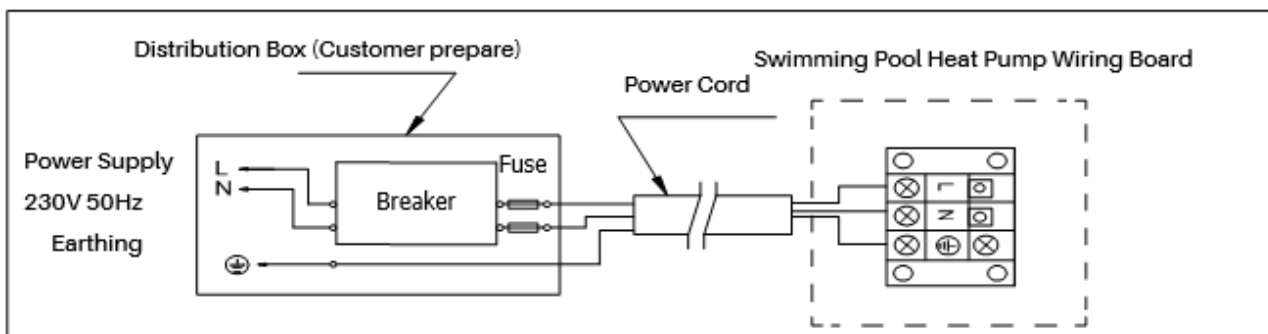 Distribution Box (Customer prepare)
Swimming Pool Heat Pump Wiring Board
Power Cord
Power Supply
230V 50Hz
Earthing
L
N
Breaker
Fuse
L
N